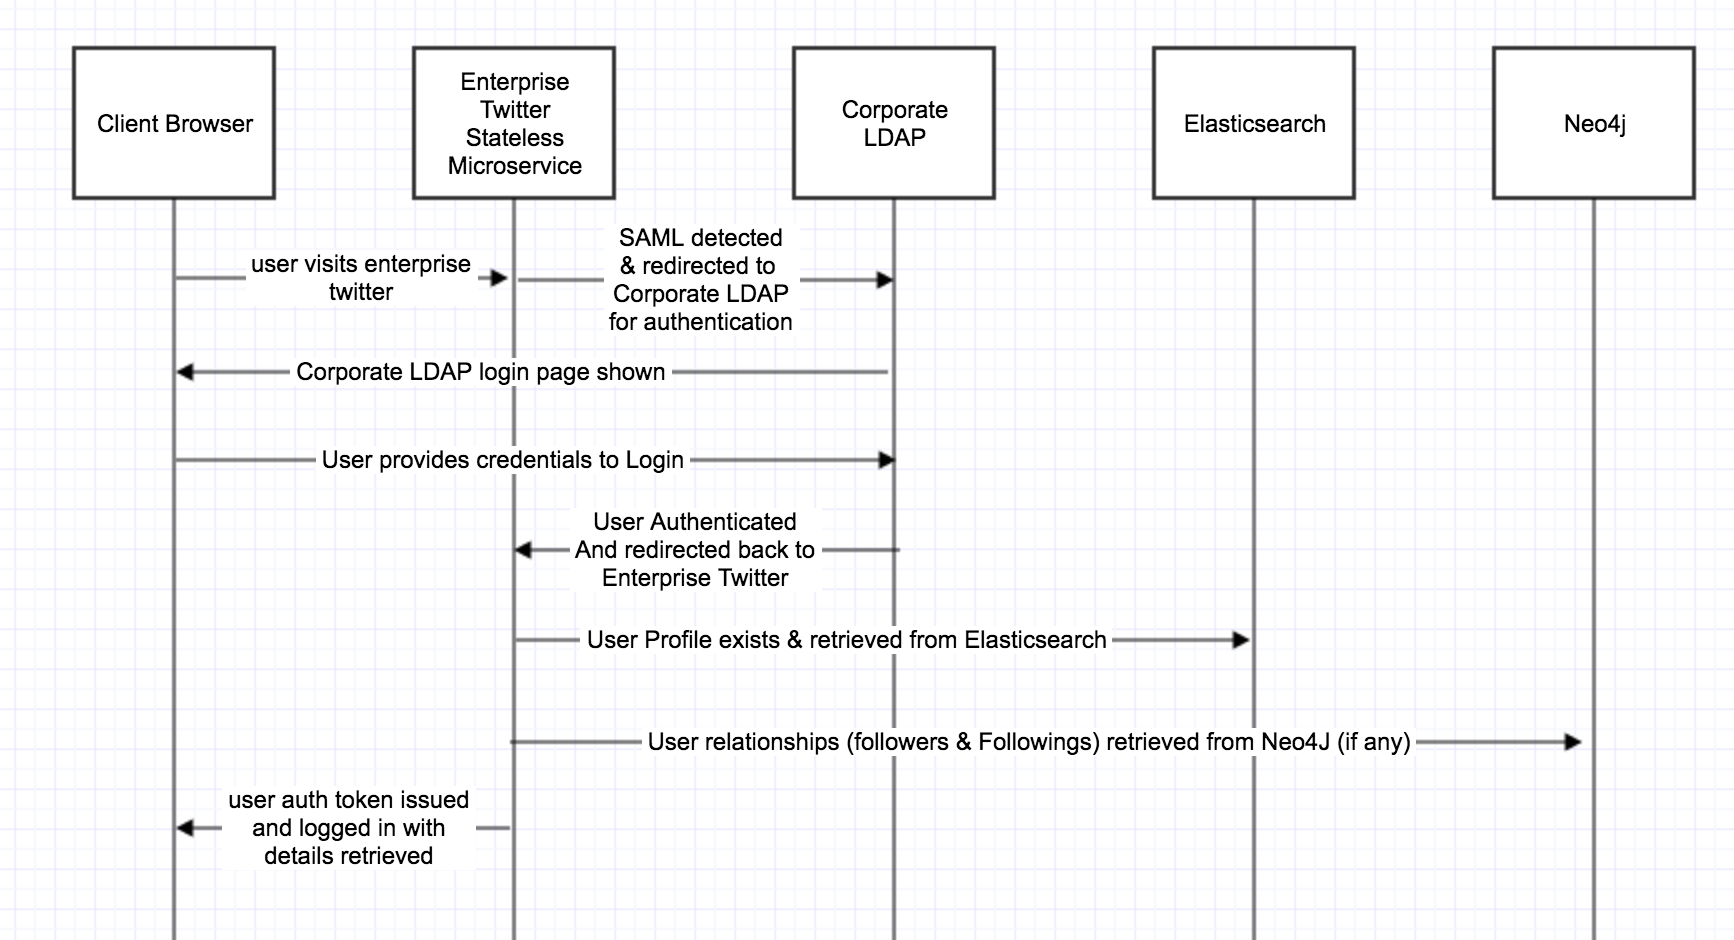 Client Browser
Enterprise
Twitter
Stateless
Microservice
Corporate
LDAP
Elasticsearch
Neo4j
user visits enterprise
twitter
SAML detected
& redirected to
Corporate LDAP
for authentication
Corporate LDAP login page shown
User provides credentials to Login
User Authenticated
And redirected back to
Enterprise Twitter
User Profile exists & retrieved from Elasticsearch
User relationships (followers & Followings) retrieved from Neo4J (if any)
user auth token issued
and logged in with
details retrieved